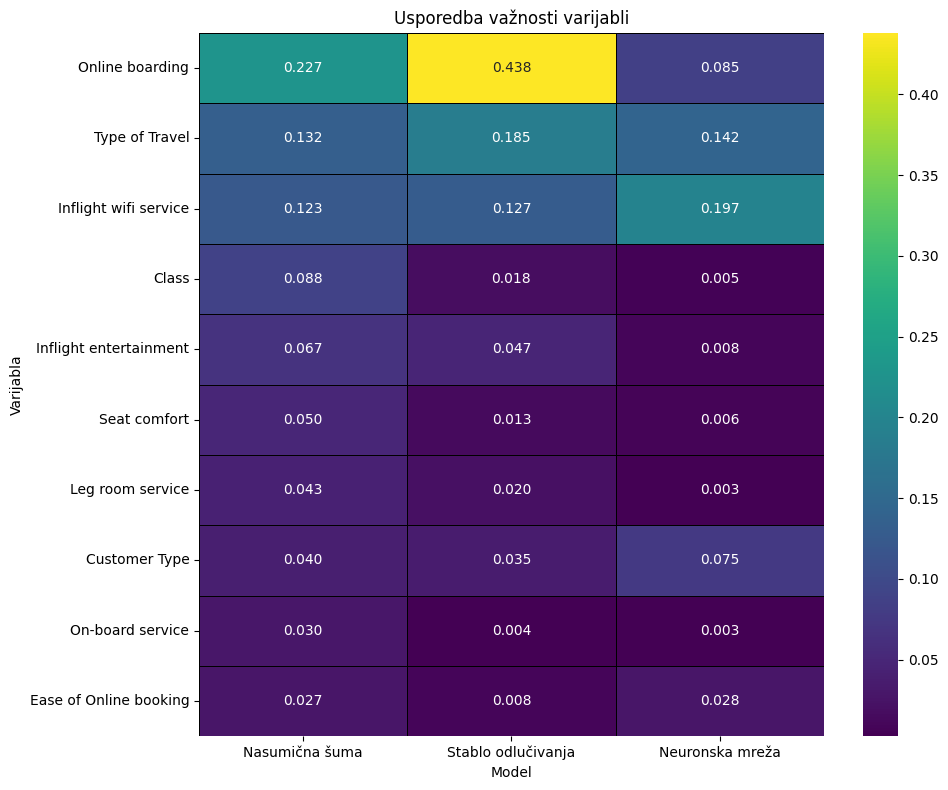 Usporedba važnosti varijabli
Varijabla
Online boarding 0.227 0.438 0.085
Type of Travel 0.132 0.185 0.142
Inflight wifi service 0.123 0.127 0.197
Class 0.088 0.018 0.005
Inflight entertainment 0.067 0.047 0.008
Seat comfort 0.050 0.013 0.006
Leg room service 0.043 0.020 0.003
Customer Type 0.040 0.035 0.075
On-board service 0.030 0.004 0.003
Ease of Online booking 0.027 0.008 0.028
Nasumična šuma Stablo odlučivanja Neuronska mreža
Model
0.40
0.35
0.30
0.25
0.20
0.15
0.10
0.05